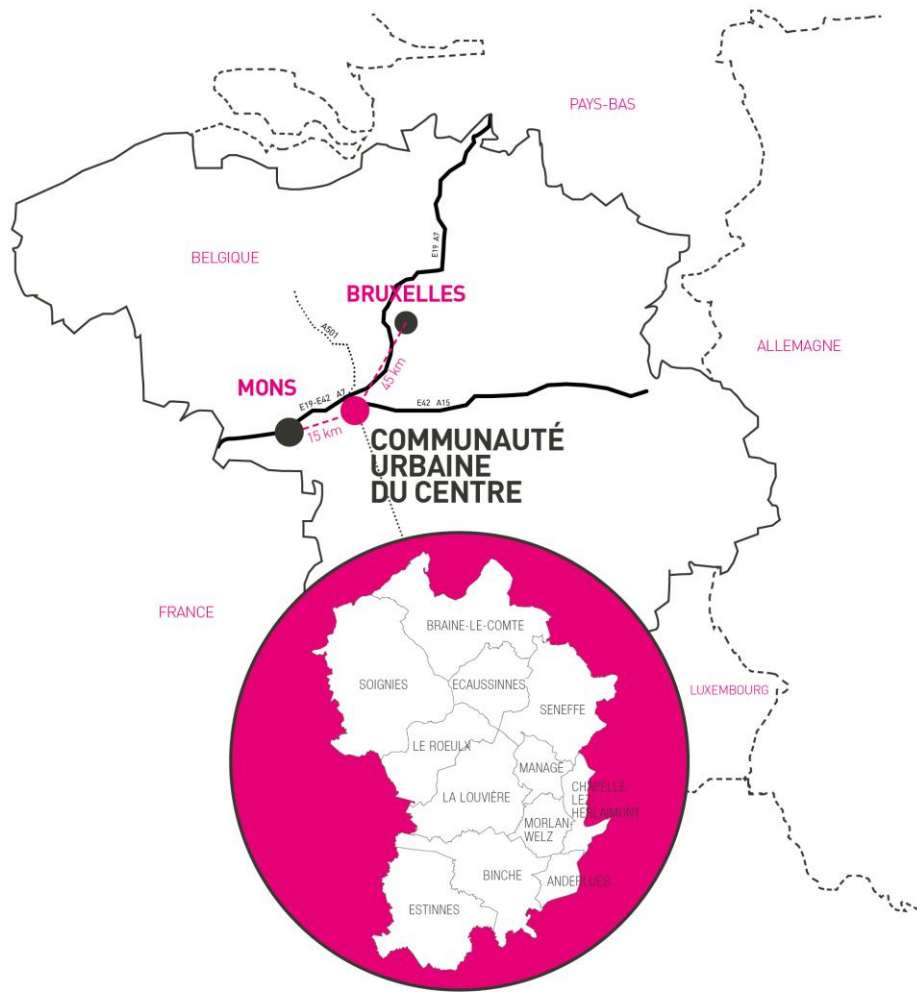 PAYS-BAS
E19 A7
BELGIQUE
BRUXELLES
A501
ALLEMAGNE
45 km
MONS
E19-E42 A7
E42 A15
15 km
COMMUNAUTÉ
URBAINE
DU CENTRE
FRANCE
BRAINE-LE-COMTE
SOIGNIES
ECAUSSINNES
LUXEMBOURG
SENEFFE
LE ROEULX
MANAGE
CHAPELLE-
LEZ-
HERLAIMONT
LA LOUVIÈRE
MORLAN-
WELZ
BINCHE
ANDERLUES
ESTINNES